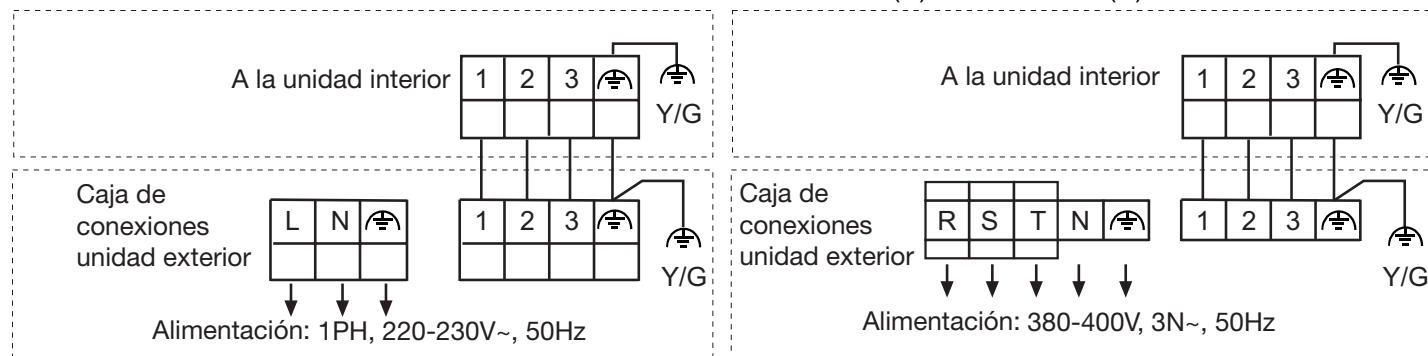 A la unidad interior 1 2 3
Y/G
Caja de
conexiones
unidad exterior
L N
1 2 3
Y/G
Alimentación: 1PH, 220-230V~, 50Hz
A la unidad interior 1 2 3
Y/G
Caja de
conexiones
unidad exterior
R S T N
1 2 3
Y/G
Alimentación: 380-400V, 3N~, 50Hz